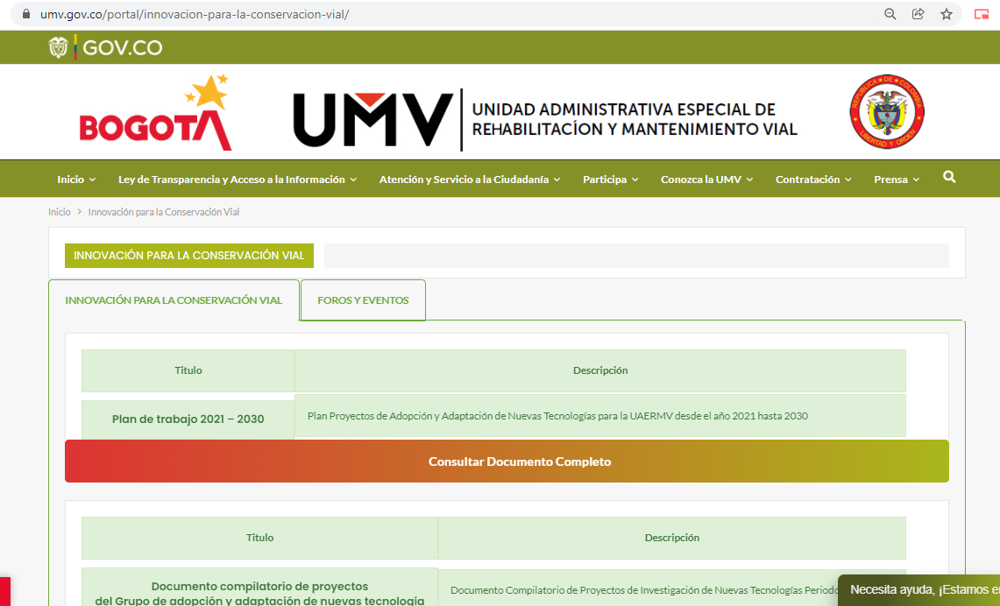 umv.gov.co/portal/innovacion-para-la-conservacion-vial/
GOV.CO
BOGOTA
UMV
UNIDAD ADMINISTRATIVA ESPECIAL DE
REHABILITACÍON Y MANTENIMIENTO VIAL
REPUBLICA DE COLOMBIA
LIBERTAD Y ORDEN
Inicio
Ley de Transparencia y Acceso a la Información
Atención y Servicio a la Ciudadanía
Participa
Conozca la UMV
Contratación
Prensa
Inicio > Innovación para la Conservación Vial
INNOVACIÓN PARA LA CONSERVACIÓN VIAL
INNOVACIÓN PARA LA CONSERVACIÓN VIAL
FOROS Y EVENTOS
Titulo
Descripción
Plan de trabajo 2021 – 2030
Plan Proyectos de Adopción y Adaptación de Nuevas Tecnologías para la UAERMV desde el año 2021 hasta 2030
Consultar Documento Completo
Titulo
Descripción
Documento compilatorio de proyectos
del Grupo de adopción y adaptación de nuevas tecnología
Documento Compilatorio de Proyectos de Investigación de Nuevas Tecnologías Periodo
Necesita ayuda, ¡Estamos e